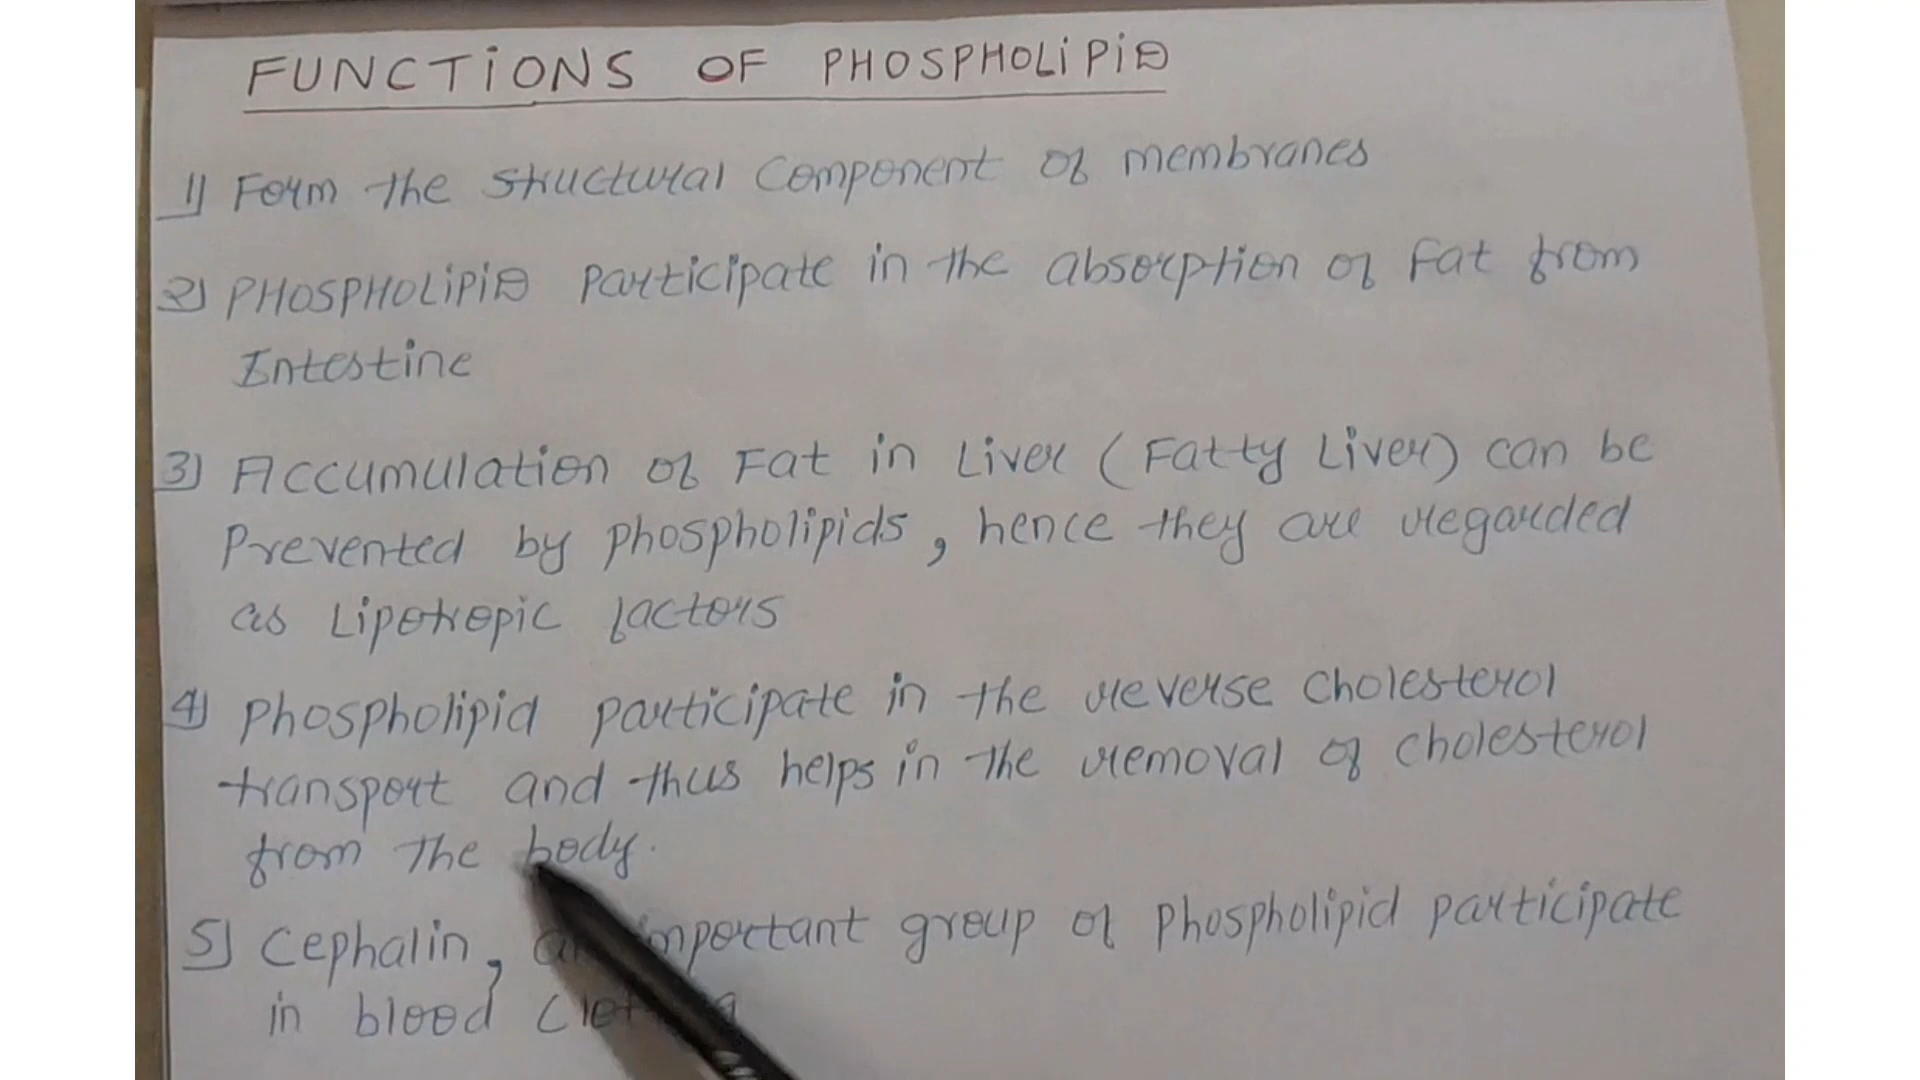 FUNCTIONS OF PHOSPHOLIPID
1) Form the structural component of membranes
2) PHOSPHOLIPID participate in the absorption of Fat from
Intestine
3) Accumulation of Fat in Liver (Fatty Liver) can be
Prevented by phospholipids, hence they are regarded
as Lipotropic factors
4) Phospholipid participate in the reverse cholesterol
transport and thus helps in the removal of cholesterol
from the body.
5) Cephalin, an important group of phospholipid participate
in blood